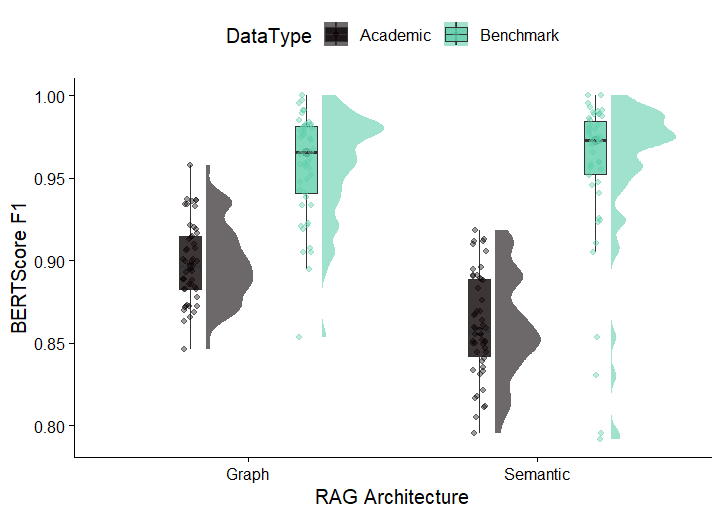 DataType Academic Benchmark
1.00
0.95
0.90
0.85
0.80
BERTScore F1
Graph Semantic
RAG Architecture